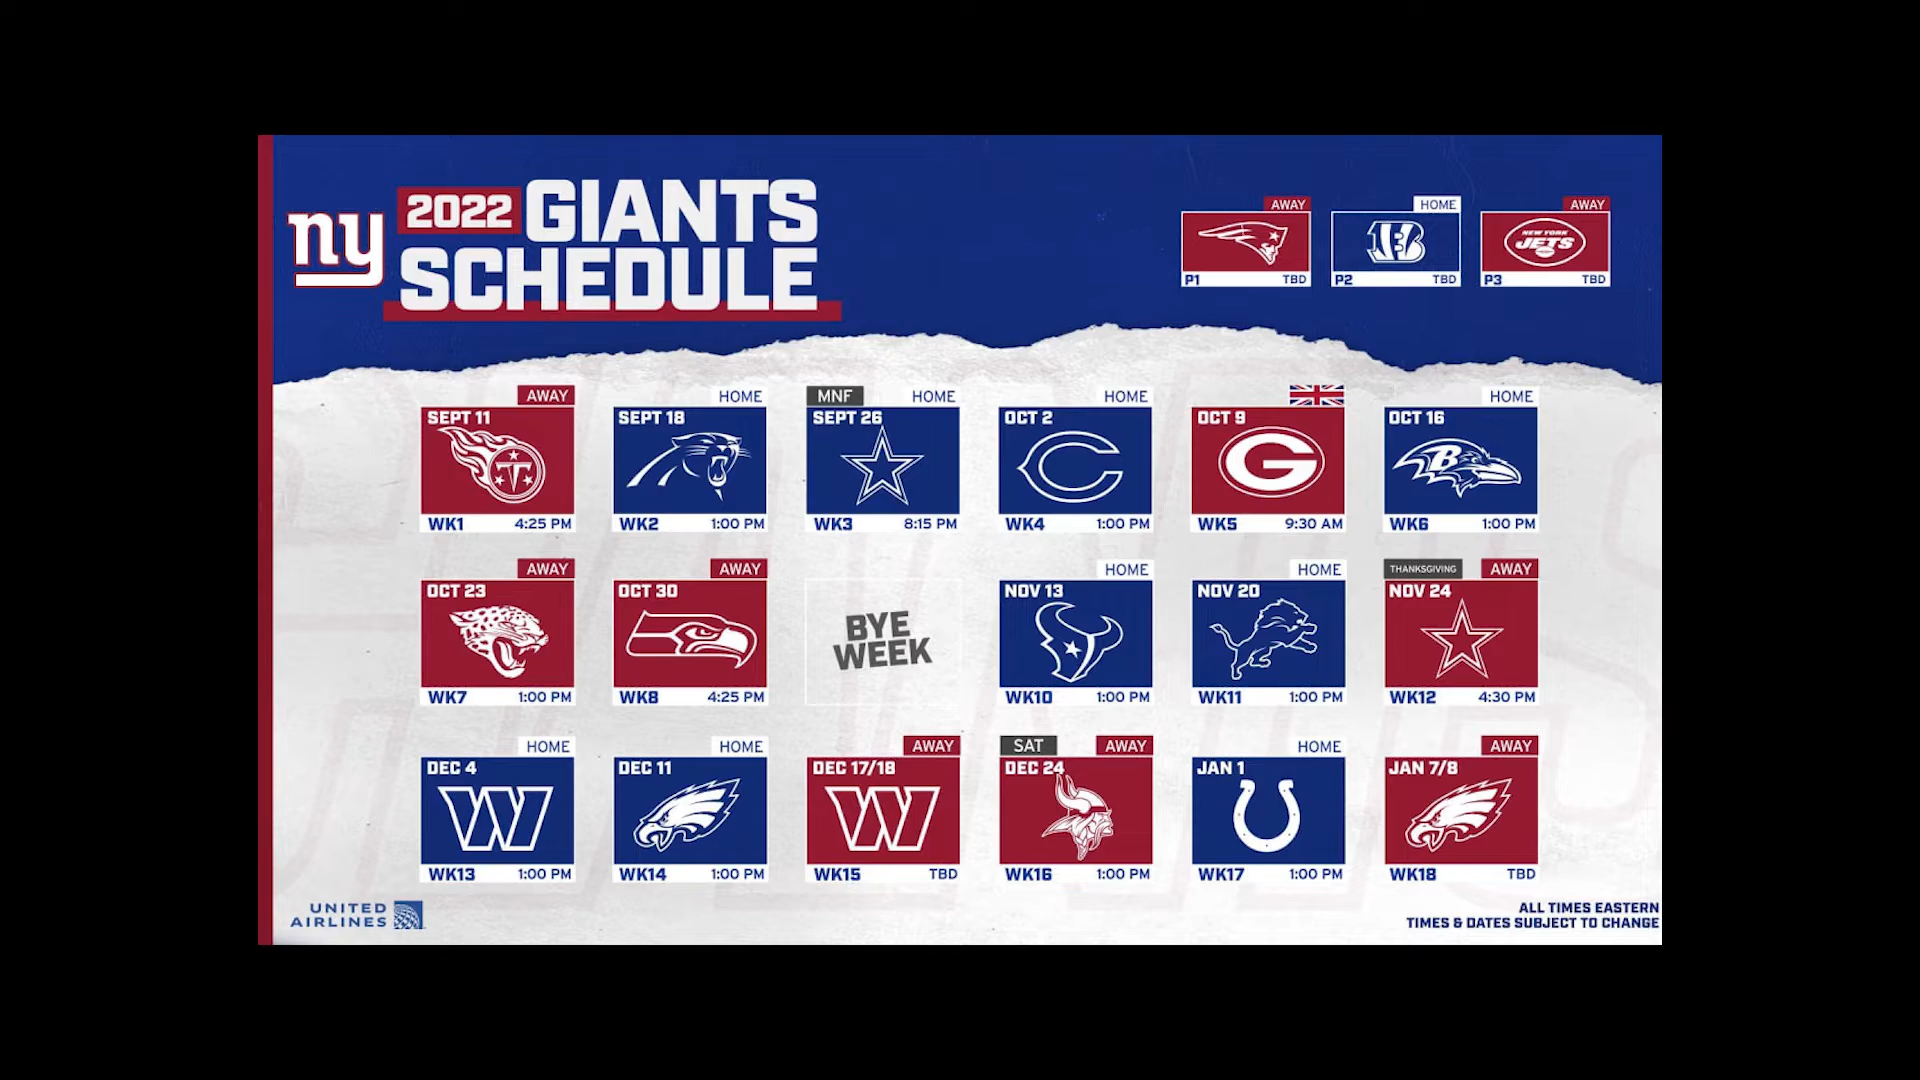 ny
2022 GIANTS
SCHEDULE
AWAY
P1 TBD
HOME
B
P2 TBD
AWAY
NEW YORK
JETS
P3 TBD
AWAY
SEPT 11
T
WK1 4:25 PM
HOME
SEPT 18
WK2 1:00 PM
MNF HOME
SEPT 26
WK3 8:15 PM
HOME
OCT 2
C
WK4 1:00 PM
OCT 9
G
WK5 9:30 AM
HOME
OCT 16
B
WK6 1:00 PM
AWAY
OCT 23
WK7 1:00 PM
AWAY
OCT 30
WK8 4:25 PM
BYE
WEEK
HOME
NOV 13
WK10 1:00 PM
HOME
NOV 20
WK11 1:00 PM
THANKSGIVING AWAY
NOV 24
WK12 4:30 PM
HOME
DEC 4
W
WK13 1:00 PM
HOME
DEC 11
WK14 1:00 PM
AWAY
DEC 17/18
W
WK15 TBD
SAT AWAY
DEC 24
WK16 1:00 PM
HOME
JAN 1
WK17 1:00 PM
AWAY
JAN 7/8
WK18 TBD
UNITED
AIRLINES
ALL TIMES EASTERN
TIMES & DATES SUBJECT TO CHANGE